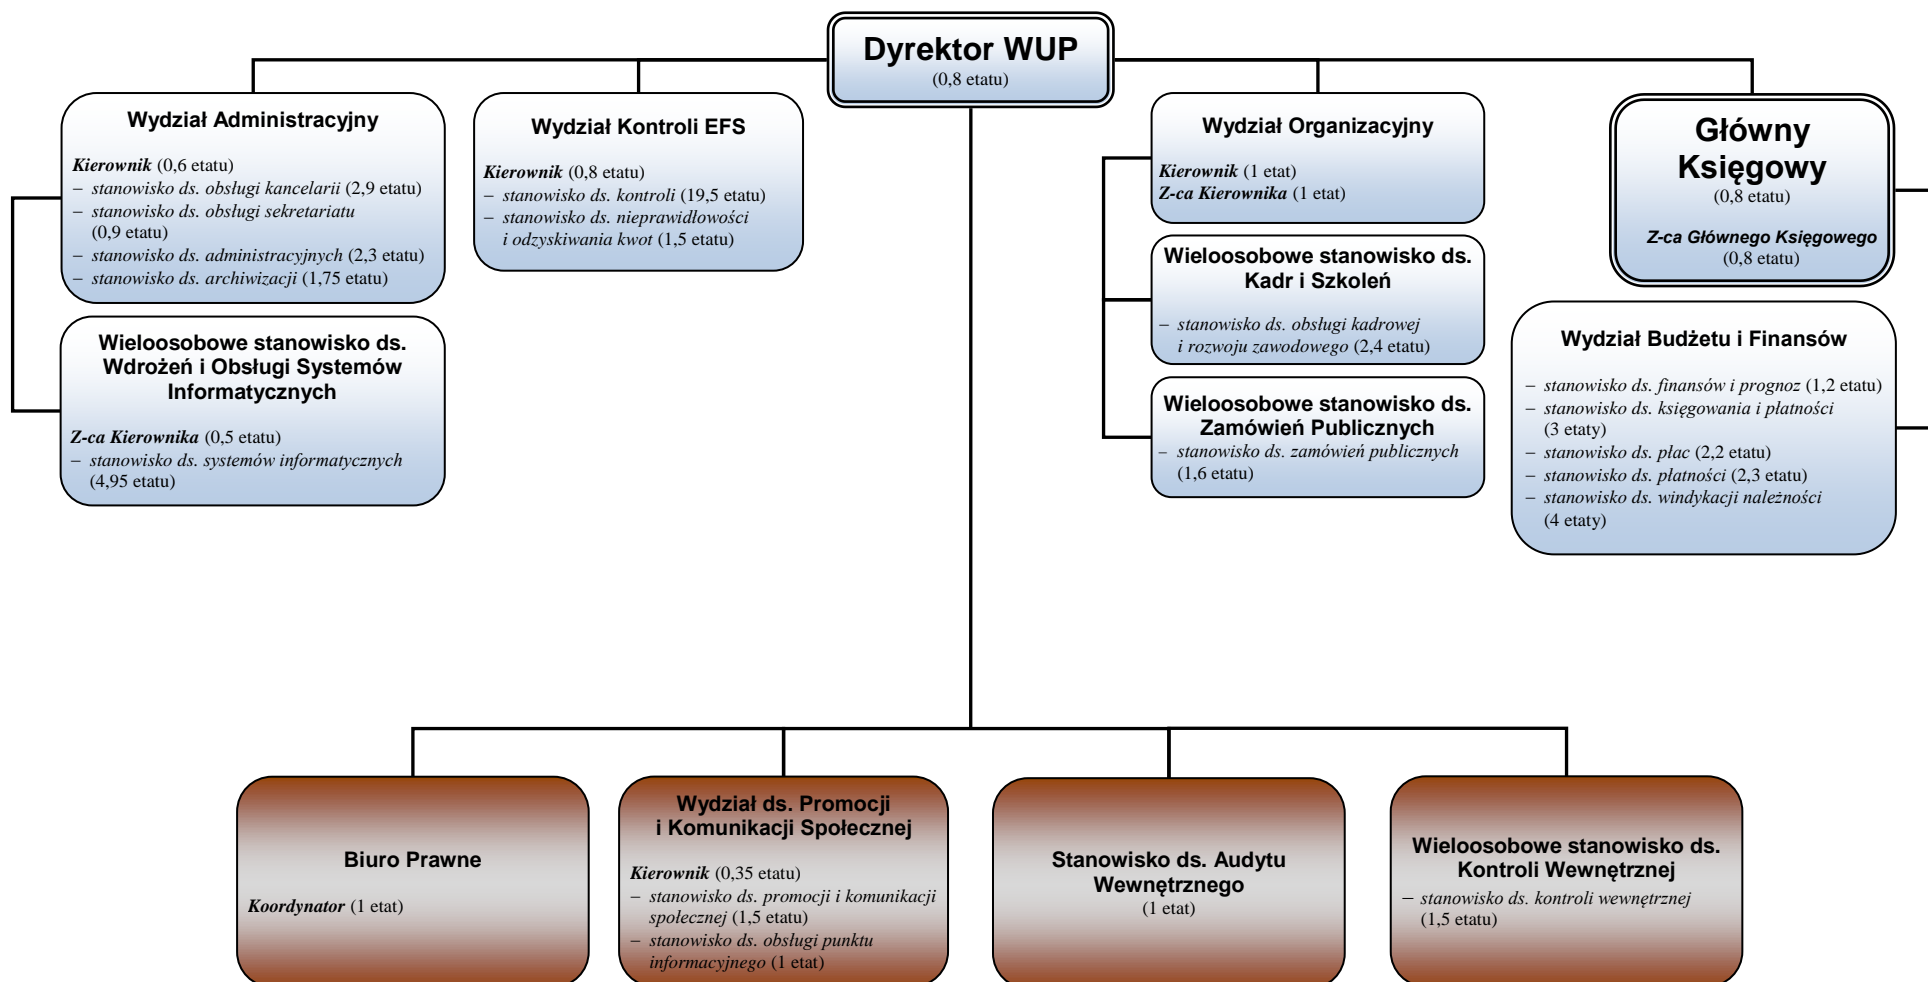 Dyrektor WUP
(0,8 etatu)
Wydział Administracyjny
Kierownik (0,6 etatu)
– stanowisko ds. obsługi kancelarii (2,9 etatu)
– stanowisko ds. obsługi sekretariatu
(0,9 etatu)
– stanowisko ds. administracyjnych (2,3 etatu)
– stanowisko ds. archiwizacji (1,75 etatu)
Wieloosobowe stanowisko ds.
Wdrożeń i Obsługi Systemów
Informatycznych
Z-ca Kierownika (0,5 etatu)
– stanowisko ds. systemów informatycznych
(4,95 etatu)
Wydział Kontroli EFS
Kierownik (0,8 etatu)
– stanowisko ds. kontroli (19,5 etatu)
– stanowisko ds. nieprawidłowości
i odzyskiwania kwot (1,5 etatu)
Wydział Organizacyjny
Kierownik (1 etat)
Z-ca Kierownika (1 etat)
Wieloosobowe stanowisko ds.
Kadr i Szkoleń
– stanowisko ds. obsługi kadrowej
i rozwoju zawodowego (2,4 etatu)
Wieloosobowe stanowisko ds.
Zamówień Publicznych
– stanowisko ds. zamówień publicznych
(1,6 etatu)
Główny
Księgowy
(0,8 etatu)
Z-ca Głównego Księgowego
(0,8 etatu)
Wydział Budżetu i Finansów
– stanowisko ds. finansów i prognoz (1,2 etatu)
– stanowisko ds. księgowania i płatności
(3 etaty)
– stanowisko ds. płac (2,2 etatu)
– stanowisko ds. płatności (2,3 etatu)
– stanowisko ds. windykacji należności
(4 etaty)
Biuro Prawne
Koordynator (1 etat)
Wydział ds. Promocji
i Komunikacji Społecznej
Kierownik (0,35 etatu)
– stanowisko ds. promocji i komunikacji
społecznej (1,5 etatu)
– stanowisko ds. obsługi punktu
informacyjnego (1 etat)
Stanowisko ds. Audytu
Wewnętrznego
(1 etat)
Wieloosobowe stanowisko ds.
Kontroli Wewnętrznej
– stanowisko ds. kontroli wewnętrznej
(1,5 etatu)